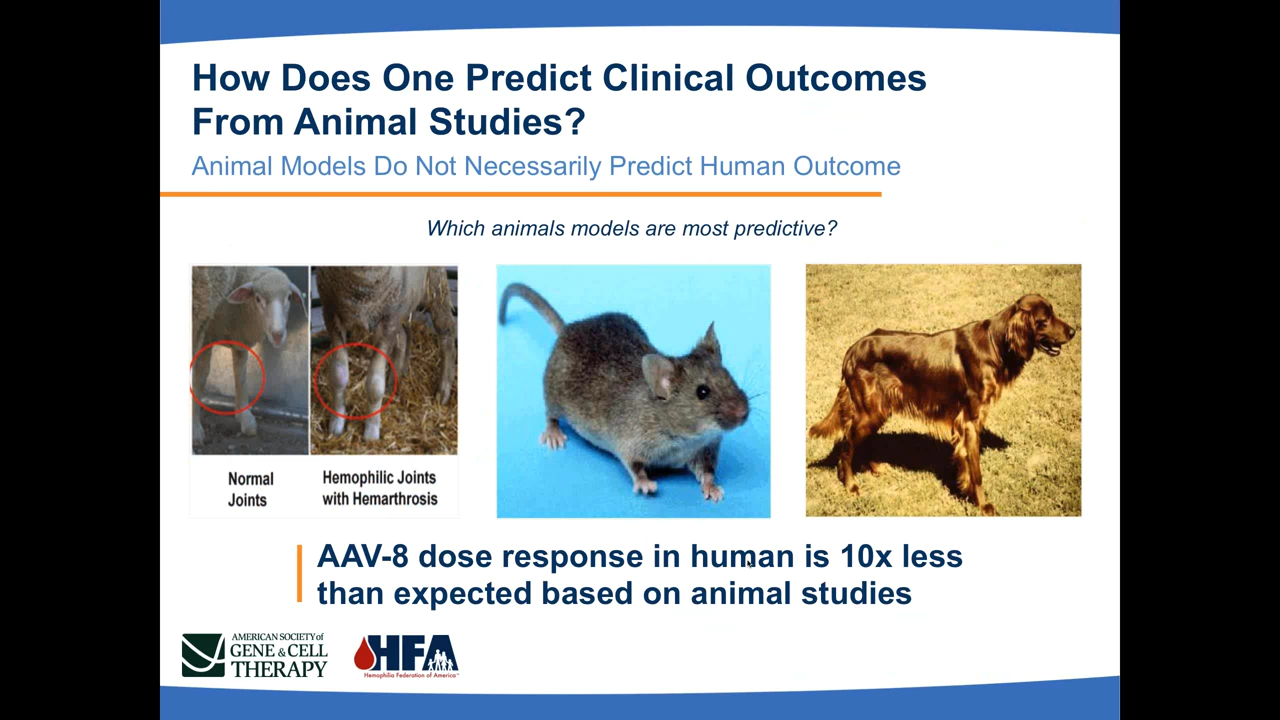 How Does One Predict Clinical Outcomes
From Animal Studies?
Animal Models Do Not Necessarily Predict Human Outcome
Which animals models are most predictive?
Normal
Joints
Hemophilic Joints
with Hemarthrosis
AAV-8 dose response in human is 10x less
than expected based on animal studies
AMERICAN SOCIETY of
GENE & CELL
THERAPY
HFA
Hemophilia Federation of America™